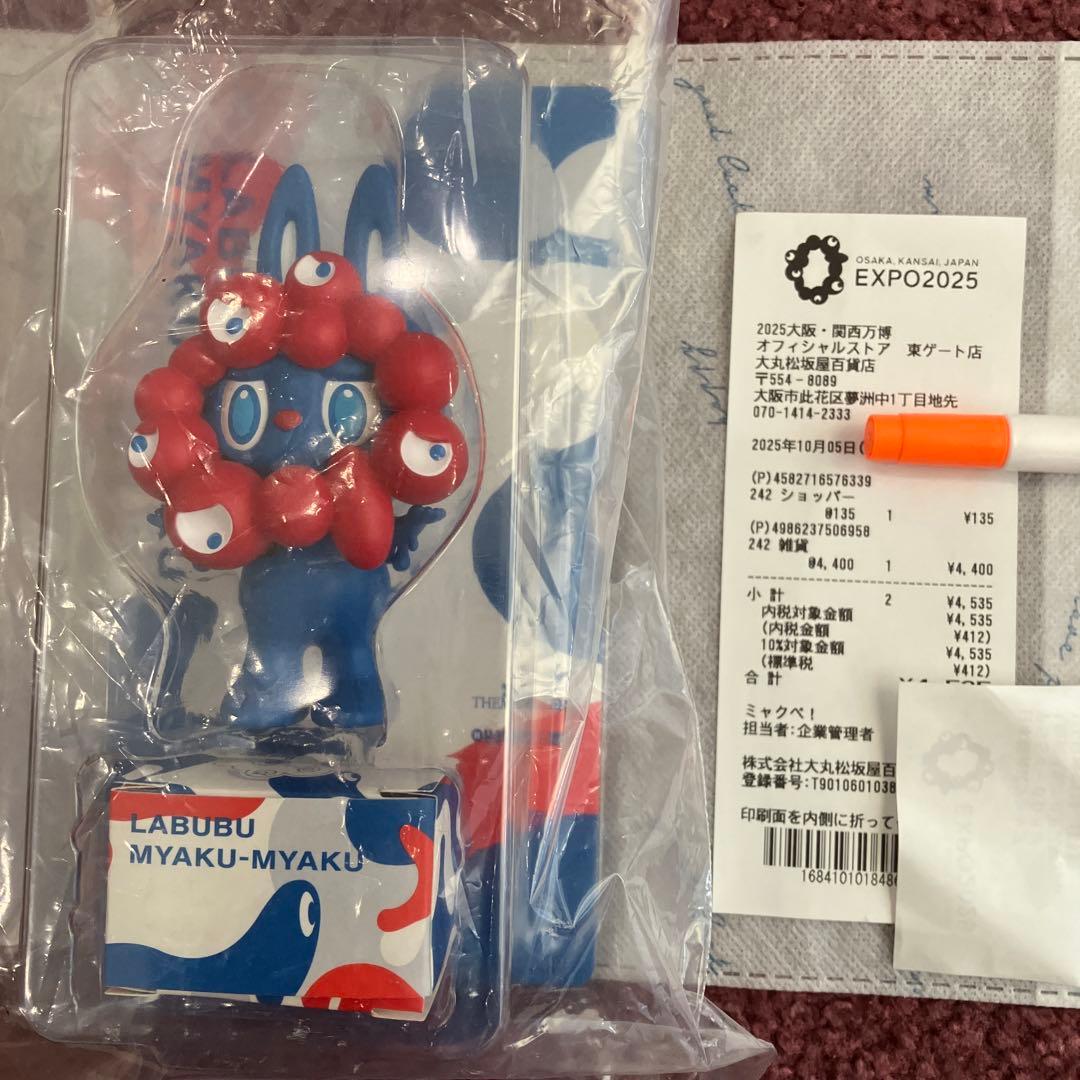 LABUBU
MYAKU-MYAKU
THE
OSAKA, KANSAI, JAPAN
EXPO2025
2025大阪・関西万博
オフィシャルストア 東ゲート店
大丸松坂屋百貨店
〒554-8089
大阪市此花区夢洲中1丁目地先
070-1414-2333
2025年10月05日(
(P)4582716576339
242 ショッパー
@135 1 ¥135
(P)4986237506958
242 雑貨
@4,400 1 ¥4,400
小 計 2 ¥4,535
内税対象金額 ¥4,535
(内税金額 ¥412)
10%対象金額 ¥4,535
(標準税 ¥412)
合 計
ミャクペ!
担当者:企業管理者
株式会社大丸松坂屋百
登録番号:T9010601038
印刷面を内側に折って
168410101848